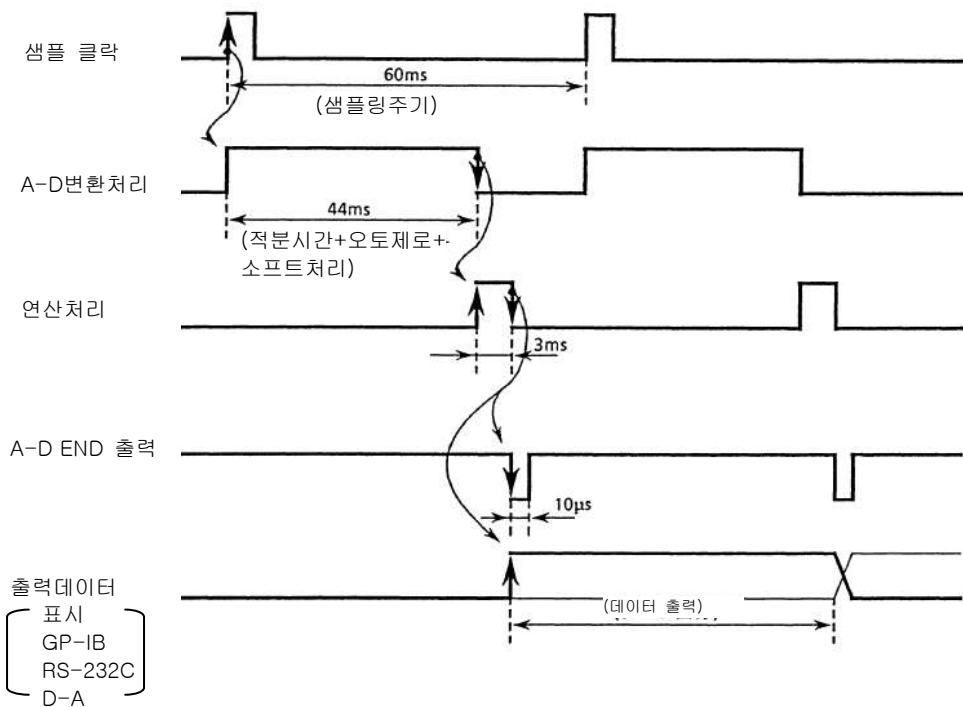 샘플 클락
60ms
(샘플링주기)
A-D변환처리
44ms
(적분시간+오토제로+
소프트처리)
연산처리
3ms
A-D END 출력
10μs
출력데이터
표시
GP-IB
RS-232C
D-A
(데이터 출력)